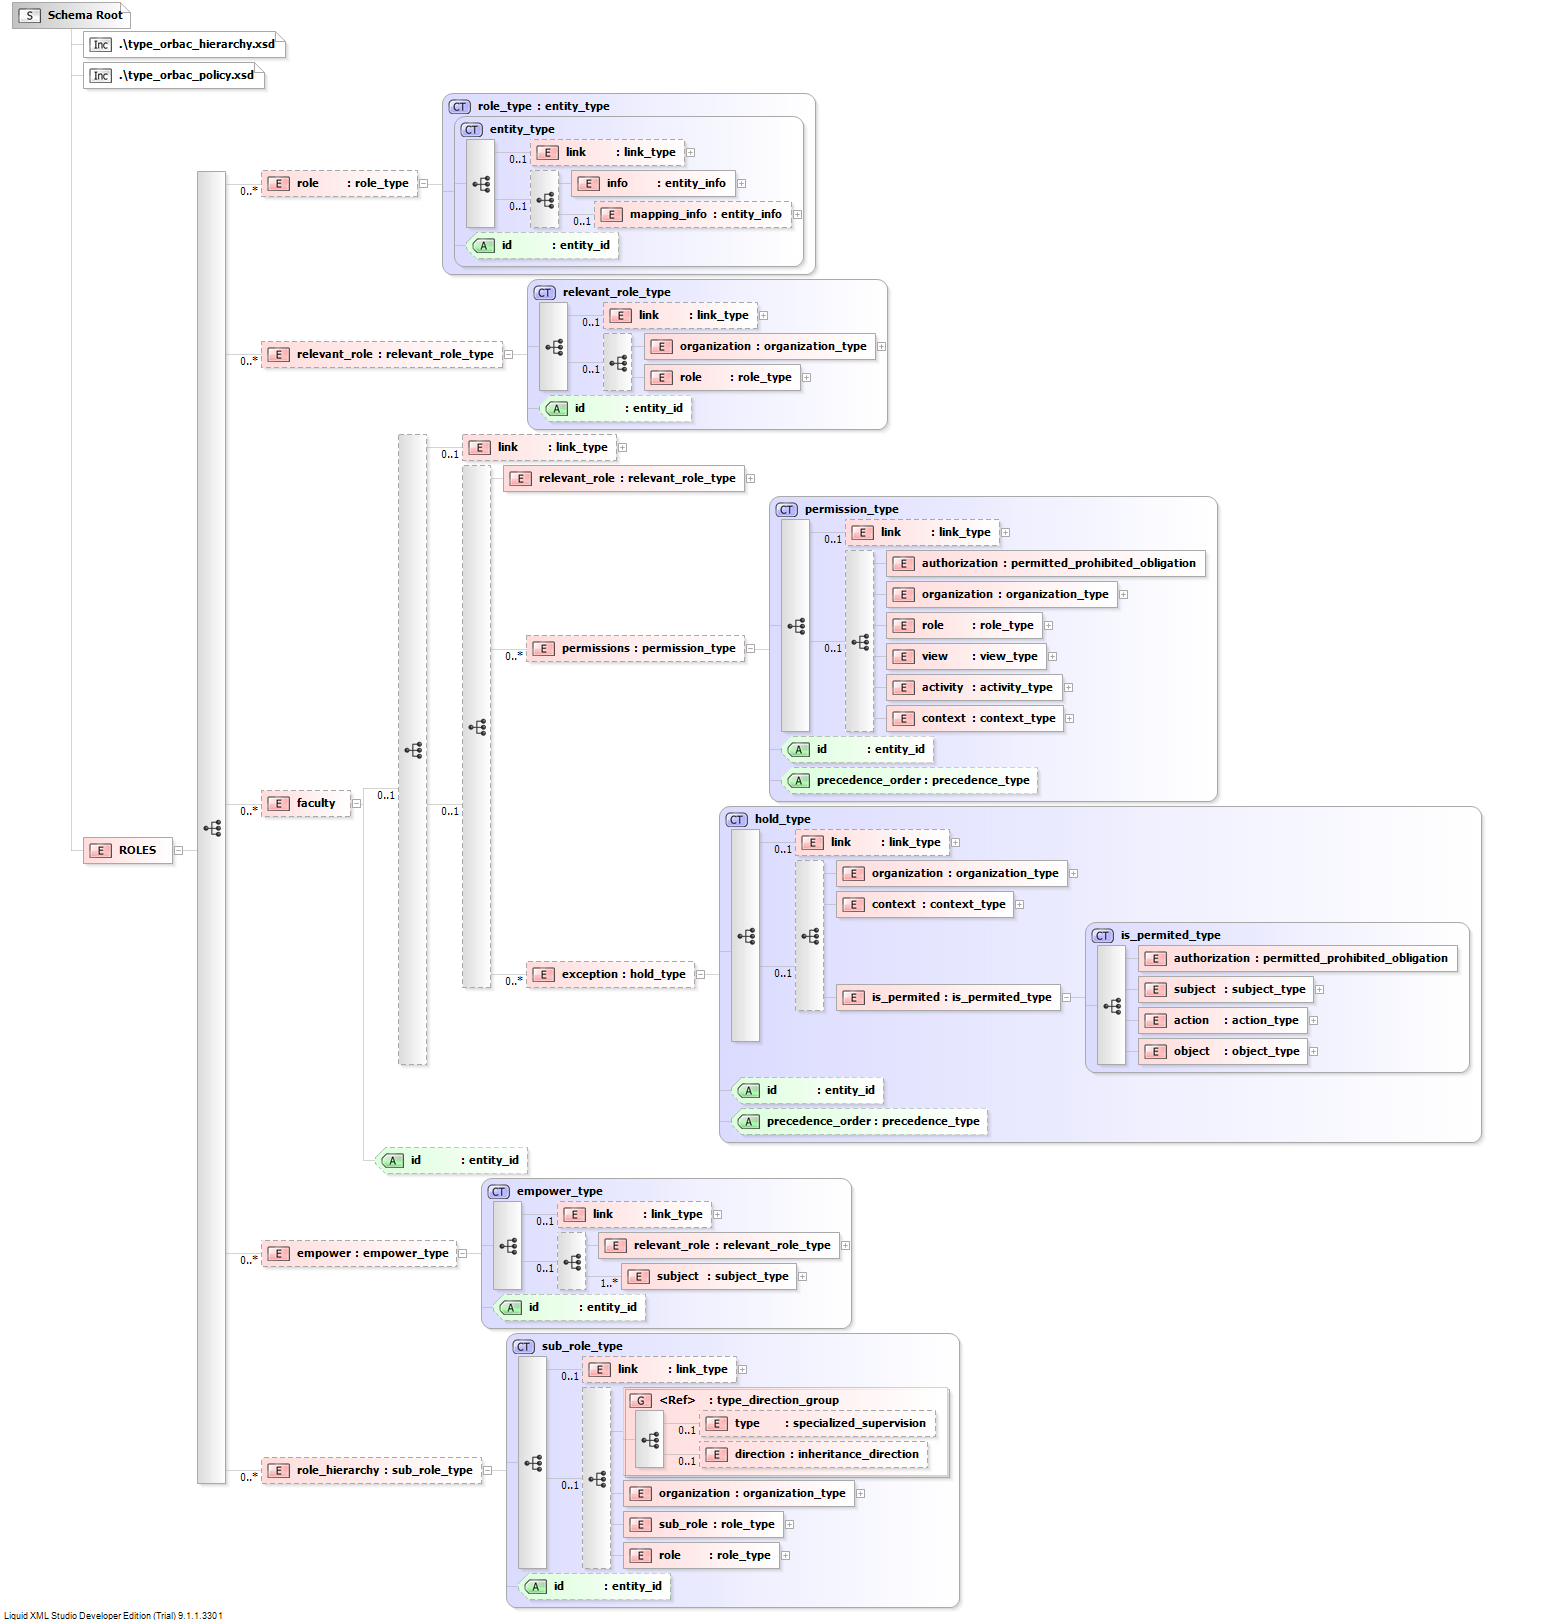 S Schema Root
Inc .\type_orbac_hierarchy.xsd
Inc .\type_orbac_policy.xsd
CT role_type : entity_type
CT entity_type
0..1 E link : link_type
0..* E role : role_type
E info : entity_info
0..1
0..1 E mapping_info : entity_info
A id : entity_id
CT relevant_role_type
0..1 E link : link_type
E organization : organization_type
0..* E relevant_role : relevant_role_type
0..1
E role : role_type
A id : entity_id
0..1 E link : link_type
E relevant_role : relevant_role_type
CT permission_type
0..1 E link : link_type
E authorization : permitted_prohibited_obligation
E organization : organization_type
E role : role_type
0..* E permissions : permission_type
0..1
E view : view_type
E activity : activity_type
E context : context_type
A id : entity_id
A precedence_order : precedence_type
0..* E faculty
0..1
0..1
CT hold_type
0..1 E link : link_type
E ROLES
E organization : organization_type
E context : context_type
CT is_permited_type
E authorization : permitted_prohibited_obligation
0..* E exception : hold_type
0..1
E is_permited : is_permited_type
E subject : subject_type
E action : action_type
E object : object_type
A id : entity_id
A precedence_order : precedence_type
A id : entity_id
CT empower_type
0..1 E link : link_type
E relevant_role : relevant_role_type
0..* E empower : empower_type
0..1
1..* E subject : subject_type
A id : entity_id
CT sub_role_type
0..1 E link : link_type
G <Ref> : type_direction_group
0..1 E type : specialized_supervision
0..1 E direction : inheritance_direction
0..* E role_hierarchy : sub_role_type
0..1
E organization : organization_type
E sub_role : role_type
E role : role_type
A id : entity_id
Liquid XML Studio Developer Edition (Trial) 9.1.1.3301